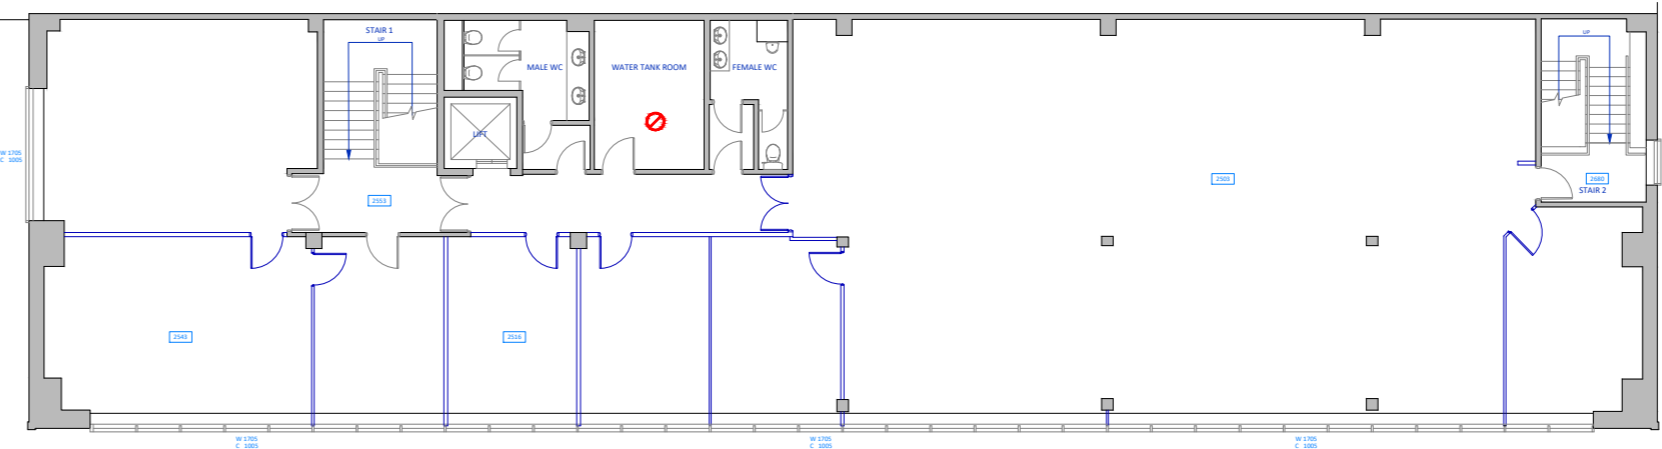 STAIR 1
UP
UP
MALE WC
WATER TANK ROOM
FEMALE WC
LIFT
W 1705
C 1005
2553
2503
2680
STAIR 2
2543
2516
W 1705
C 1005
W 1705
C 1005
W 1705
C 1005